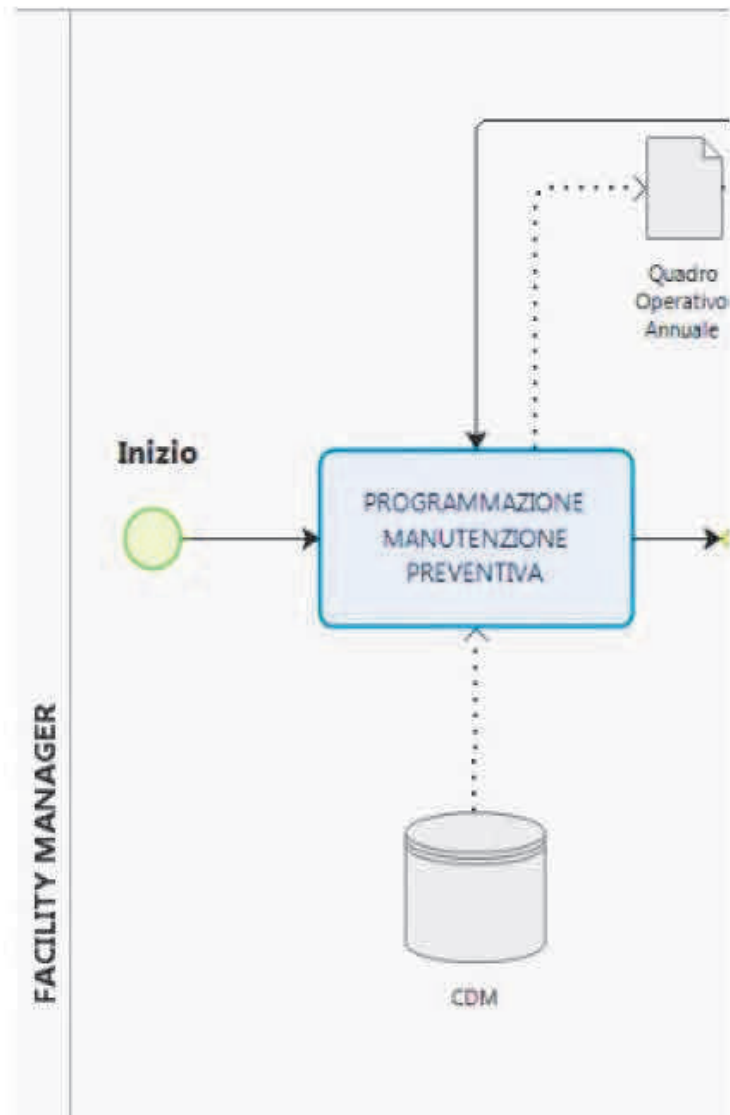 Quadro
Operativo
Annuale
Inizio
PROGRAMMAZIONE
MANUTENZIONE
PREVENTIVA
FACILITY MANAGER
CDM